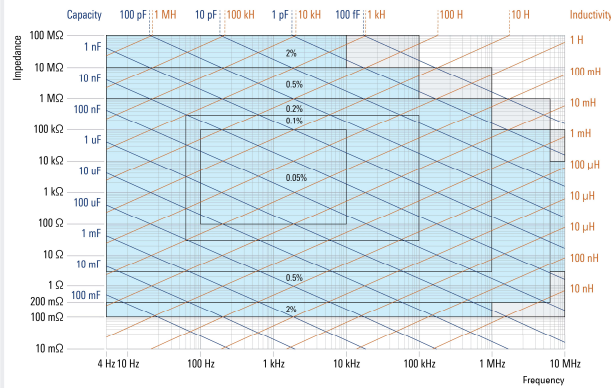 Capacity 100 pF 1 MH 10 pF 100 kH 1 pF 10 kH 100 fF 1 kH 100 H 10 H Inductivity
Impedance
100 MΩ
10 MΩ
1 MΩ
100 kΩ
10 kΩ
1 kΩ
100 Ω
10 Ω
1 Ω
200 mΩ
100 mΩ
10 mΩ
1 nF
10 nF
100 nF
1 uF
10 uF
100 uF
1 mF
10 mF
100 mF
2%
0.5%
0.2%
0.1%
0.05%
0.5%
2%
1 H
100 mH
10 mH
1 mH
100 µH
10 µH
10 µH
100 nH
10 nH
4 Hz 10 Hz 100 Hz 1 kHz 10 kHz 100 kHz 1 MHz 10 MHz
Frequency